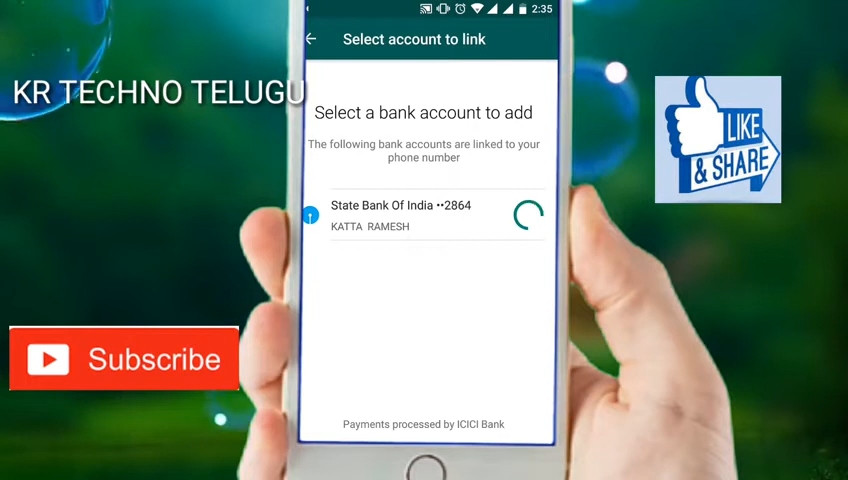 2:35
Select account to link
KR TECHNO TELUGU
Select a bank account to add
The following bank accounts are linked to your
phone number
State Bank Of India ••2864
KATTA RAMESH
LIKE
& SHARE
Subscribe
Payments processed by ICICI Bank